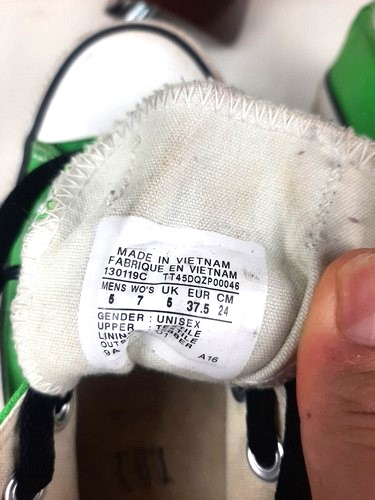 MADE IN VIETNAM
FABRIQUE EN VIETNAM
130119C TT45DQZP00046
MENS WO'S UK EUR CM
5 7 5 37.5 24
GENDER : UNISEX
UPPER : TEXTILE
A16